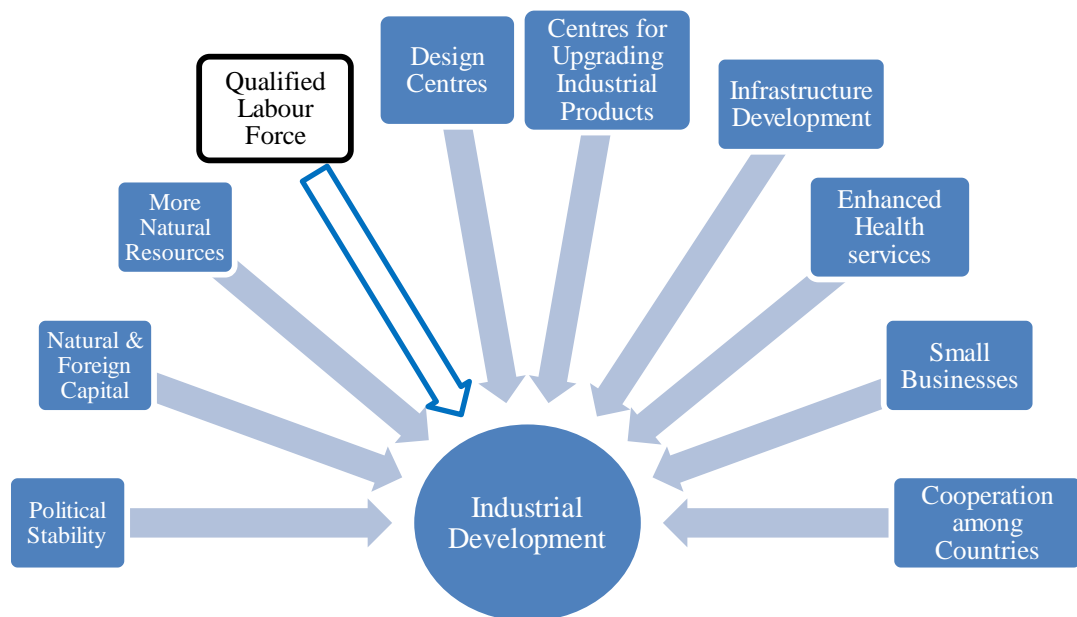 Qualified
Labour
Force
Design
Centres
Centres for
Upgrading
Industrial
Products
Infrastructure
Development
More
Natural
Resources
Enhanced
Health
services
Natural &
Foreign
Capital
Small
Businesses
Political
Stability
Industrial
Development
Cooperation
among
Countries